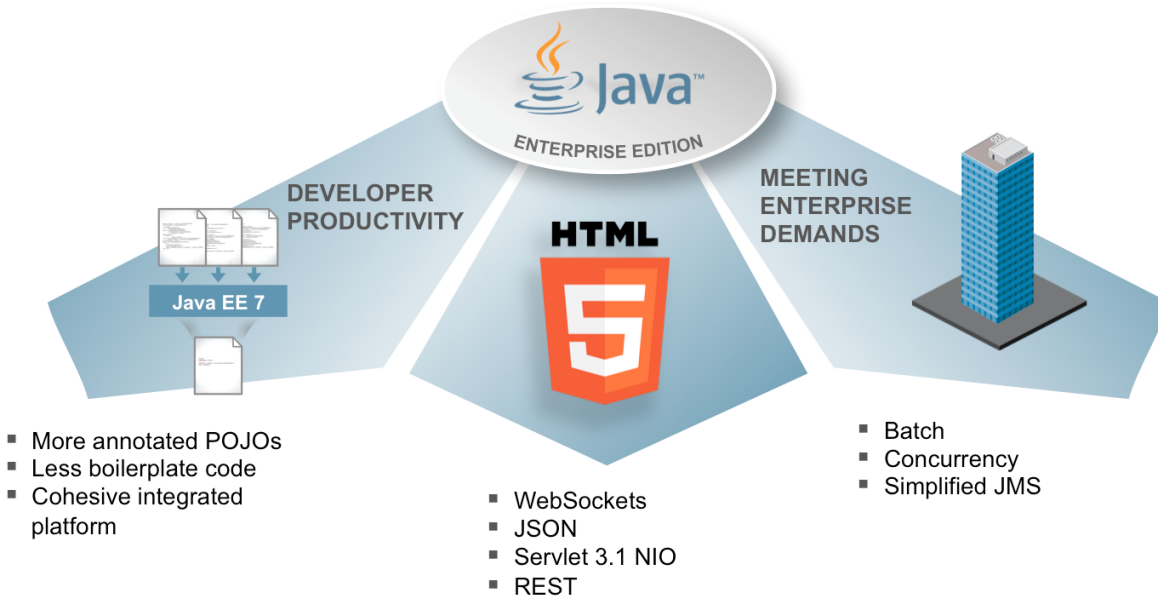 Java™
ENTERPRISE EDITION
DEVELOPER
PRODUCTIVITY
Java EE 7
▪ More annotated POJOs
▪ Less boilerplate code
▪ Cohesive integrated
platform
HTML
5
▪ WebSockets
▪ JSON
▪ Servlet 3.1 NIO
▪ REST
MEETING
ENTERPRISE
DEMANDS
▪ Batch
▪ Concurrency
▪ Simplified JMS